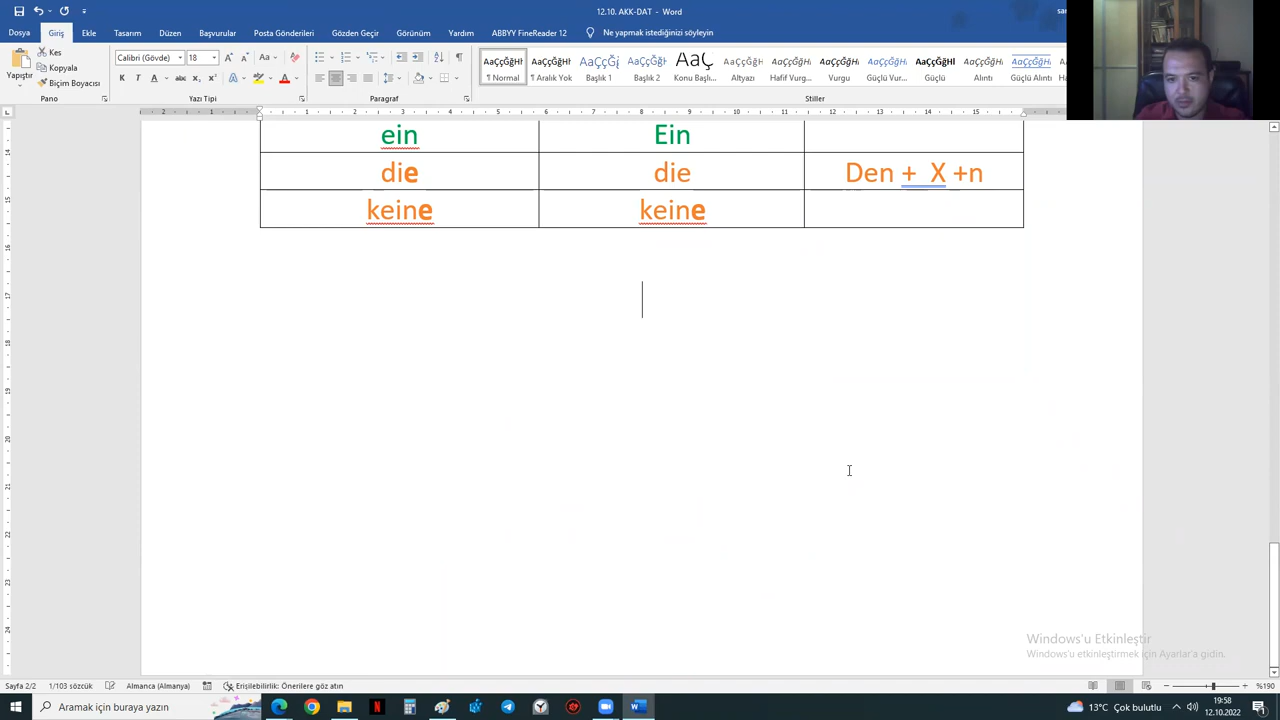 12.10. AKK-DAT - Word
Dosya Giriş Ekle Tasarım Düzen Başvurular Posta Gönderileri Gözden Geçir Görünüm Yardım ABBYY FineReader 12 Ne yapmak istediğinizi söyleyin
Yapıştır
Kes
Kopyala
Biçim Boyacısı
Pano
Calibri (Gövde) 18
Yazı Tipi
Paragraf
¶ Normal ¶ Aralık Yok Başlık 1 Başlık 2 Konu Başlı... Altyazı Hafif Vurg... Vurgu Güçlü Vur... Güçlü Alıntı Güçlü Alıntı
Stiller
ein Ein
die die Den + X +n
keine keine
Windows'u Etkinleştir
Windows'u etkinleştirmek için Ayarlar'a gidin.
Sayfa 2/2 1/103 sözcük Almanca (Almanya) Erişilebilirlik: Önerilere göz atın %190
Aramak için buraya yazın
13°C Çok bulutlu
19:58
12.10.2022